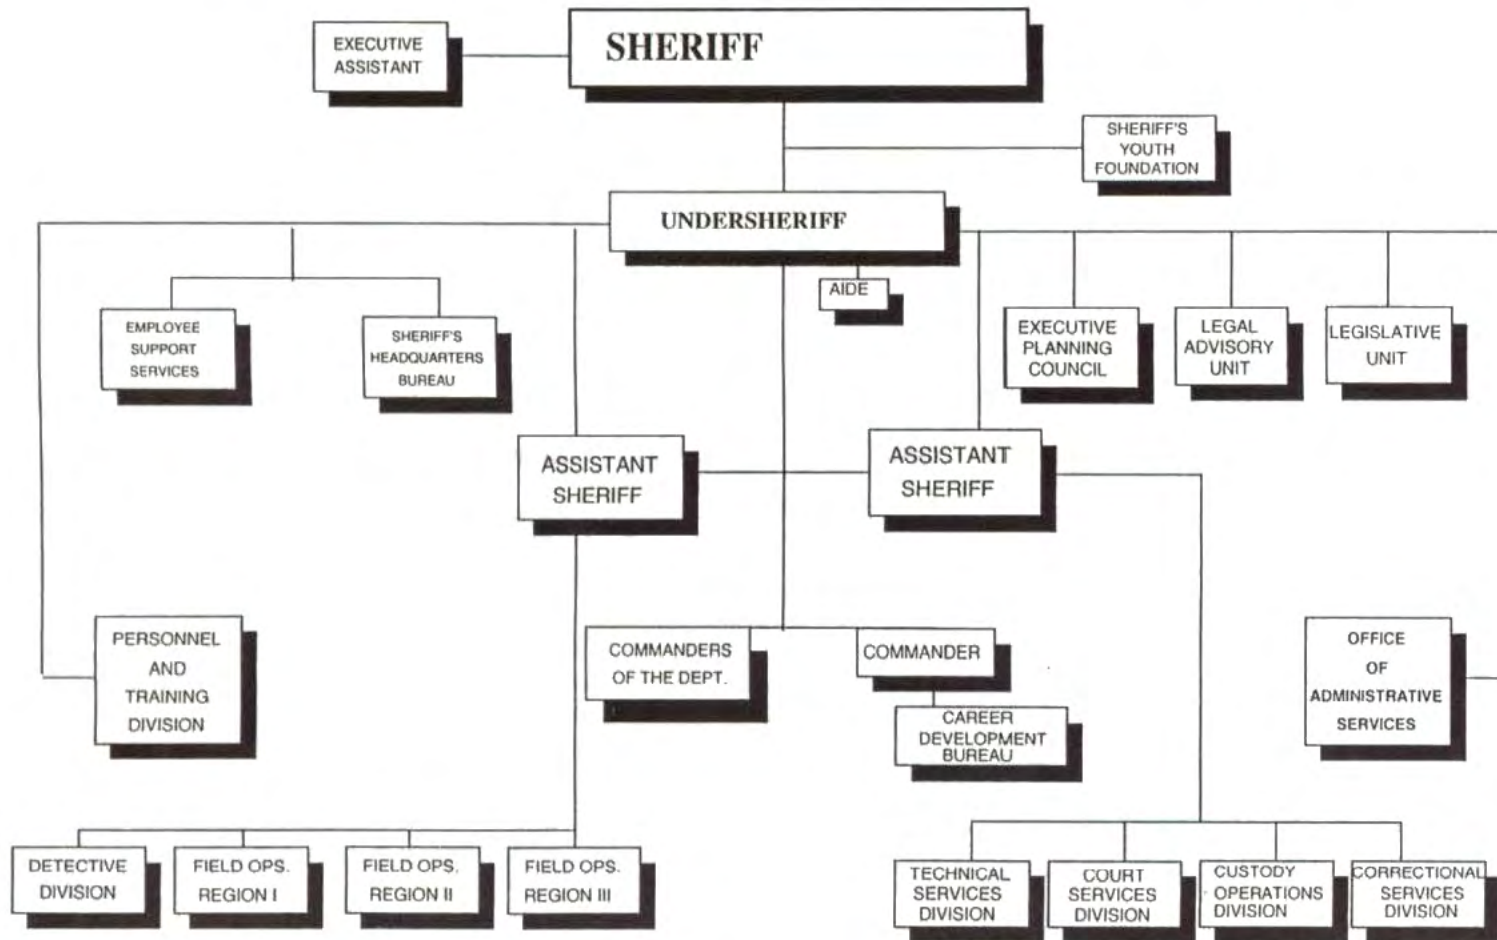 EXECUTIVE
ASSISTANT
SHERIFF
SHERIFF'S
YOUTH
FOUNDATION
UNDERSHERIFF
AIDE
EMPLOYEE
SUPPORT
SERVICES
SHERIFF'S
HEADQUARTERS
BUREAU
EXECUTIVE
PLANNING
COUNCIL
LEGAL
ADVISORY
UNIT
LEGISLATIVE
UNIT
ASSISTANT
SHERIFF
ASSISTANT
SHERIFF
PERSONNEL
AND
TRAINING
DIVISION
COMMANDERS
OF THE DEPT.
COMMANDER
CAREER
DEVELOPMENT
BUREAU
OFFICE
OF
ADMINISTRATIVE
SERVICES
DETECTIVE
DIVISION
FIELD OPS.
REGION I
FIELD OPS.
REGION II
FIELD OPS.
REGION III
TECHNICAL
SERVICES
DIVISION
COURT
SERVICES
DIVISION
CUSTODY
OPERATIONS
DIVISION
CORRECTIONAL
SERVICES
DIVISION